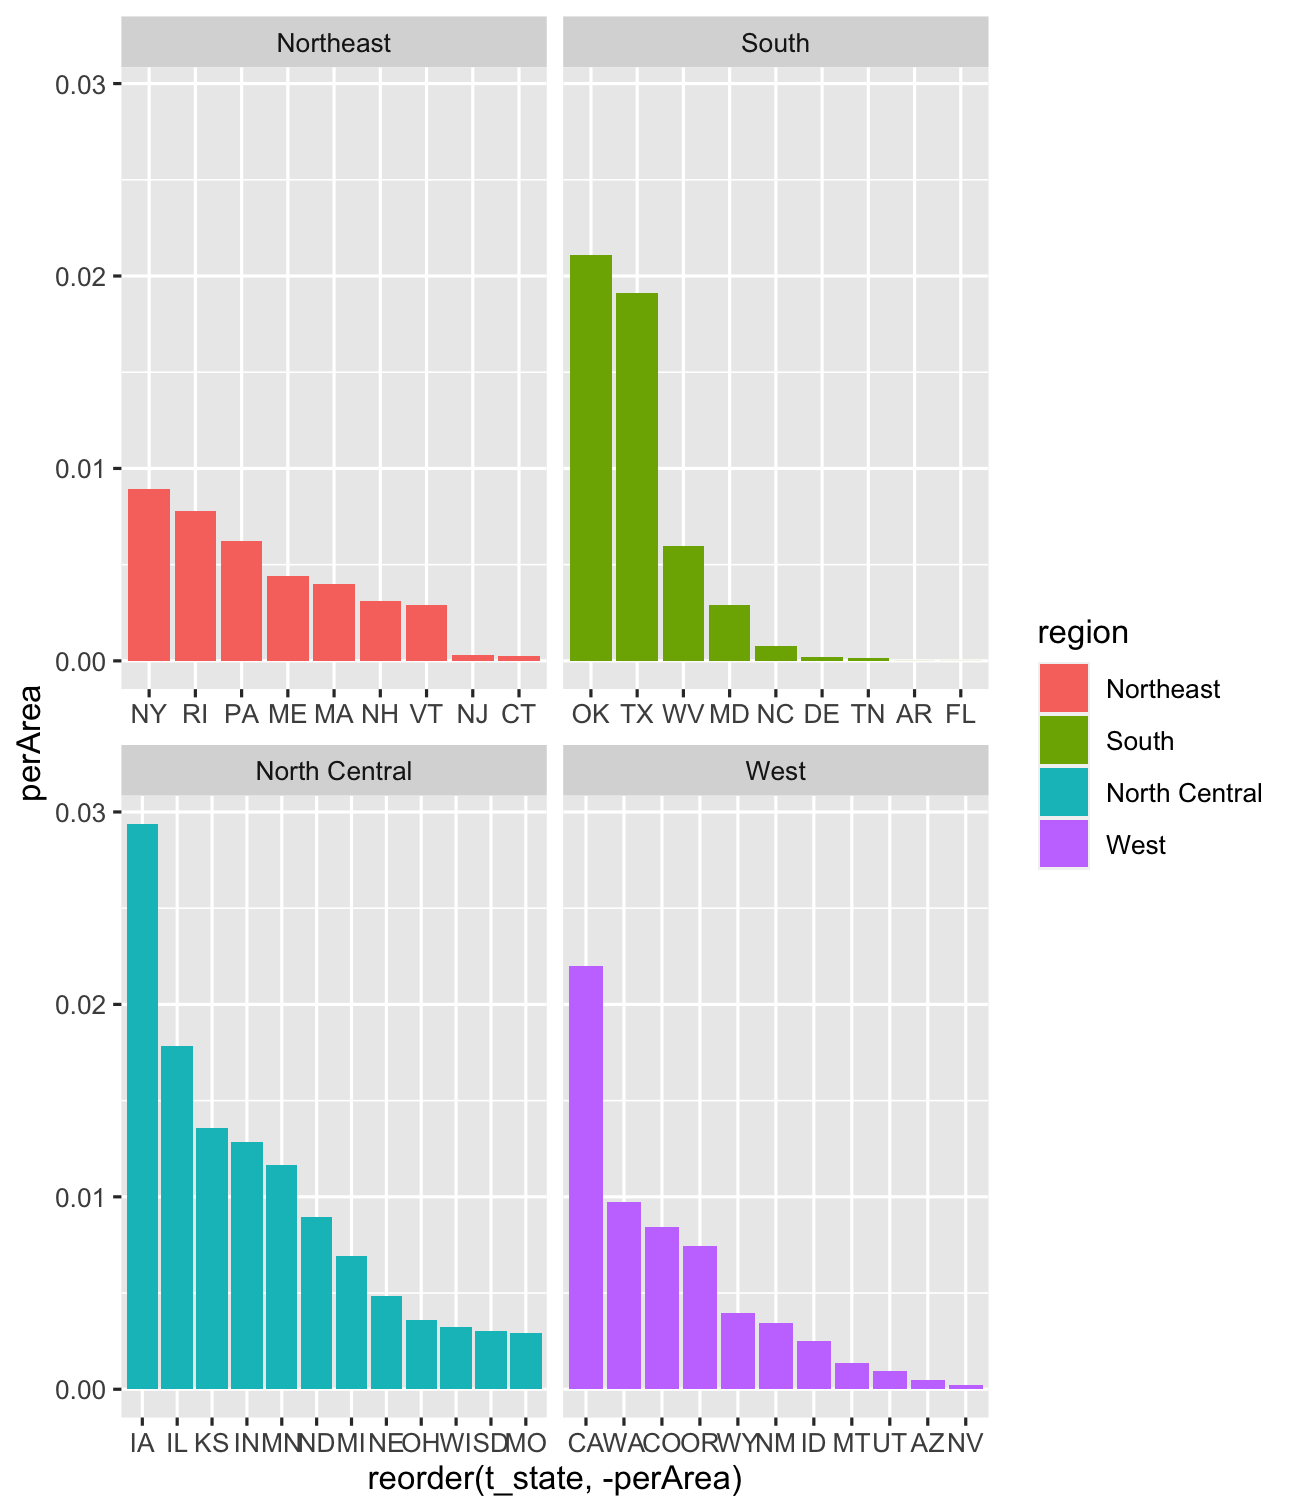 Northeast
South
0.03
0.02
0.01
0.00
NY RI PA ME MA NH VT NJ CT
OK TX WV MD NC DE TN AR FL
perArea
North Central
West
0.03
0.02
0.01
0.00
IA IL KS IN MN ND MI NE OH WI SD MO
CA WA CO OR WY NM ID MT UT AZ NV
reorder(t_state, -perArea)
region
Northeast
South
North Central
West